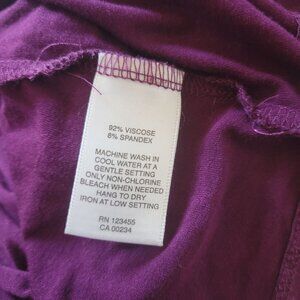 92% VISCOSE
8% SPANDEX
MACHINE WASH IN
COOL WATER AT A
GENTLE SETTING
ONLY NON-CHLORINE
BLEACH WHEN NEEDED
HANG TO DRY
IRON AT LOW SETTING
RN 123455
CA 00234